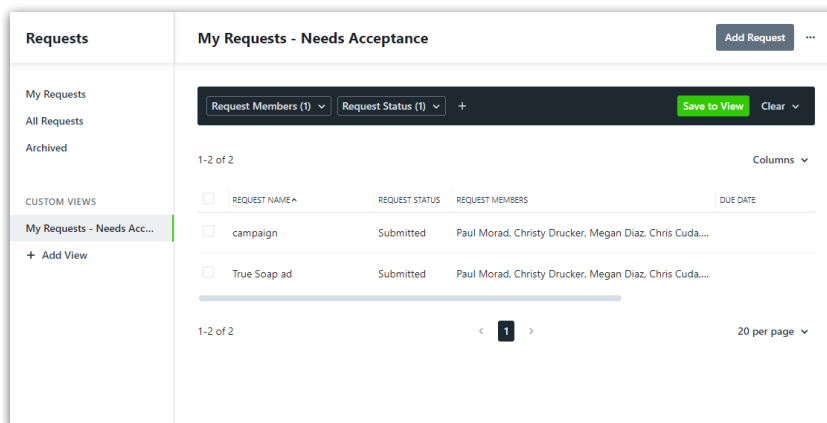 Requests
My Requests - Needs Acceptance
Add Request
My Requests
All Requests
Archived
CUSTOM VIEWS
My Requests - Needs Acc...
+ Add View
Request Members (1) Request Status (1) +
Save to View Clear
1-2 of 2
Columns
REQUEST NAME REQUEST STATUS REQUEST MEMBERS DUE DATE
campaign Submitted Paul Morad, Christy Drucker, Megan Diaz, Chris Cuda,...
True Soap ad Submitted Paul Morad, Christy Drucker, Megan Diaz, Chris Cuda,...
1-2 of 2 < 1 > 20 per page